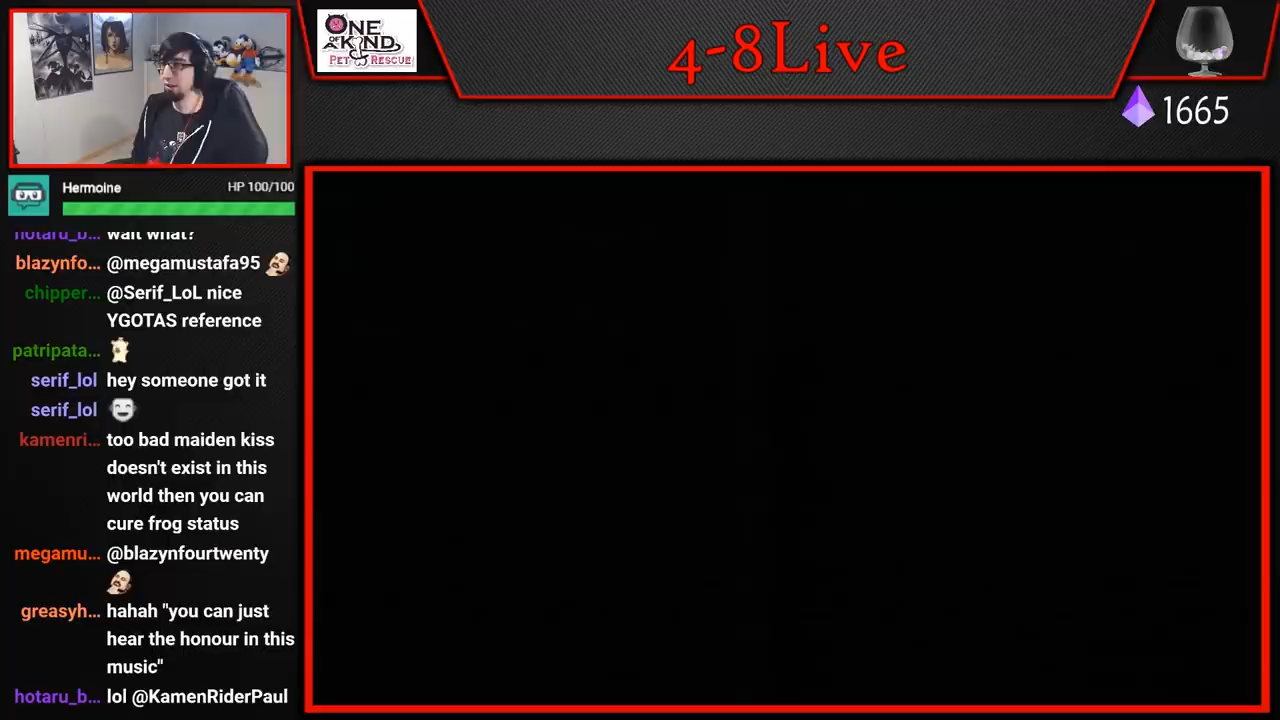 ONE
OF A KIND
PET RESCUE
4-8Live
1665
Hermoine
HP 100/100
hotaru_b... wait what?
blazynfo... @megamustafa95
chipper... @Serif_LoL nice
YGOTAS reference
patripata...
serif_lol hey someone got it
serif_lol
kamenri... too bad maiden kiss
doesn't exist in this
world then you can
cure frog status
megamu... @blazynfourtwenty
greasyh... hahah "you can just
hear the honour in this
music"
hotaru_b... lol @KamenRiderPaul